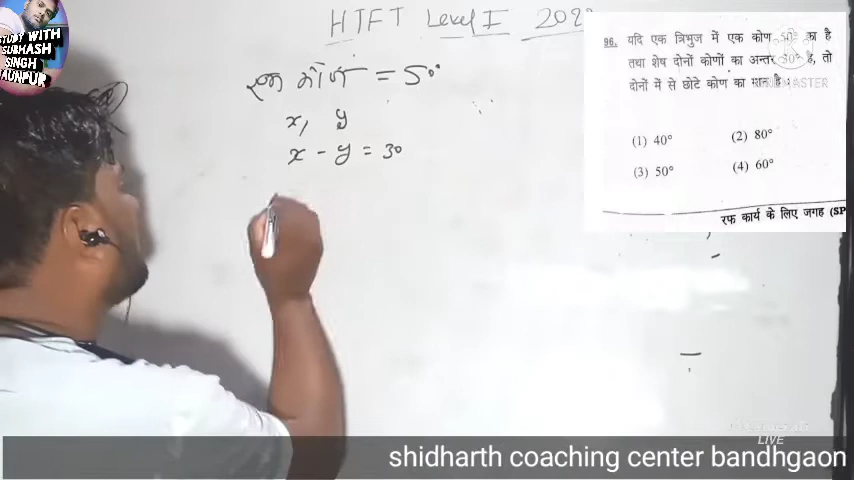 STUDY WITH
SUBHASH
SINGH
JAUNPUR
HTET Level I
एक कोण = 50°
x, y
x - y = 30
96. यदि एक त्रिभुज में एक कोण 50° का है
तथा शेष दोनों कोणों का अन्तर 30° है, तो
दोनों में से छोटे कोण का मान है :
(1) 40°
(2) 80°
(3) 50°
(4) 60°
रफ कार्य के लिए जगह (SP
LIVE
shidharth coaching center bandhgaon